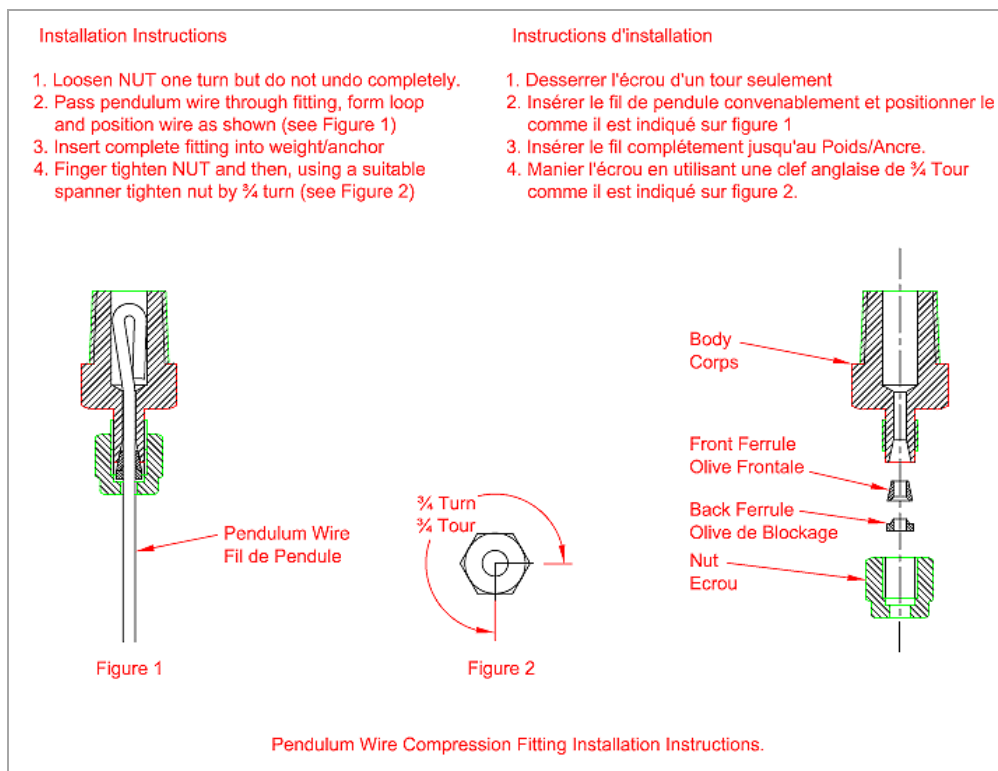 Installation Instructions
1. Loosen NUT one turn but do not undo completely.
2. Pass pendulum wire through fitting, form loop
and position wire as shown (see Figure 1)
3. Insert complete fitting into weight/anchor
4. Finger tighten NUT and then, using a suitable
spanner tighten nut by ¾ turn (see Figure 2)
Instructions d'installation
1. Desserrer l'écrou d'un tour seulement
2. Insérer le fil de pendule convenablement et positionner le
comme il est indiqué sur figure 1
3. Insérer le fil complétement jusqu'au Poids/Ancre.
4. Manier l'écrou en utilisant une clef anglaise de ¾ Tour
comme il est indiqué sur figure 2.
Pendulum Wire
Fil de Pendule
Figure 1
¾ Turn
¾ Tour
Figure 2
Body
Corps
Front Ferrule
Olive Frontale
Back Ferrule
Olive de Blockage
Nut
Ecrou
Pendulum Wire Compression Fitting Installation Instructions.